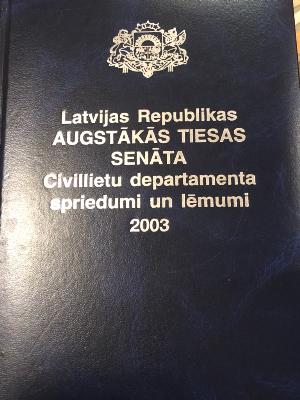 Latvijas Republikas
AUGSTĀKĀS TIESAS
SENĀTA
Civillietu departamenta
spriedumi un lēmumi
2003